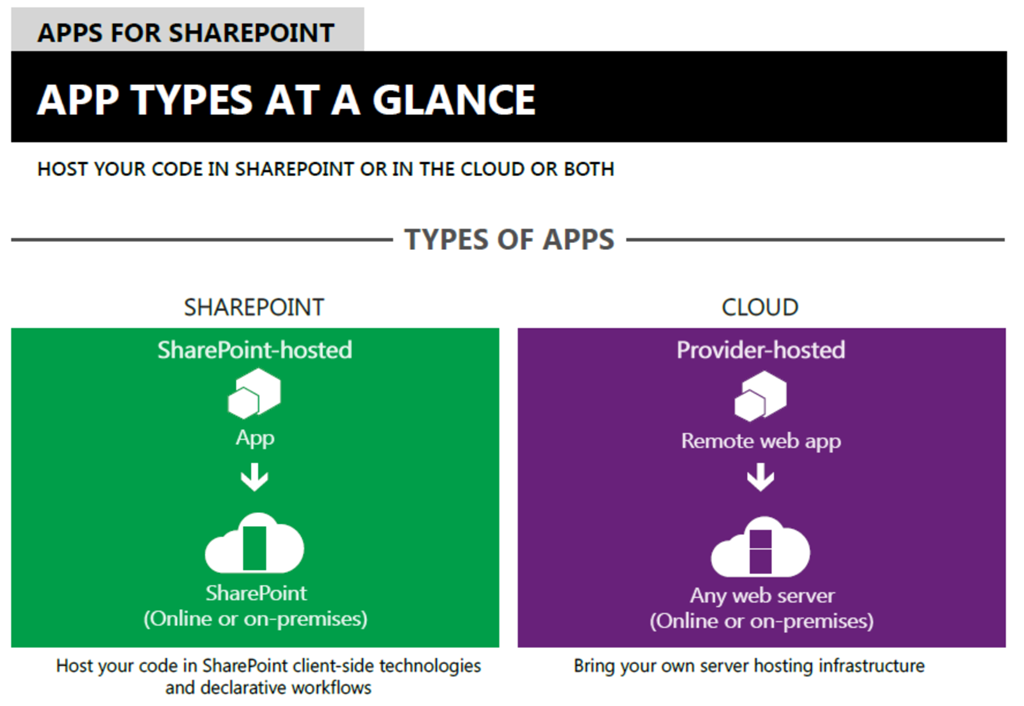 APPS FOR SHAREPOINT
APP TYPES AT A GLANCE
HOST YOUR CODE IN SHAREPOINT OR IN THE CLOUD OR BOTH
TYPES OF APPS
SHAREPOINT
SharePoint-hosted
App
SharePoint
(Online or on-premises)
Host your code in SharePoint client-side technologies
and declarative workflows
CLOUD
Provider-hosted
Remote web app
Any web server
(Online or on-premises)
Bring your own server hosting infrastructure